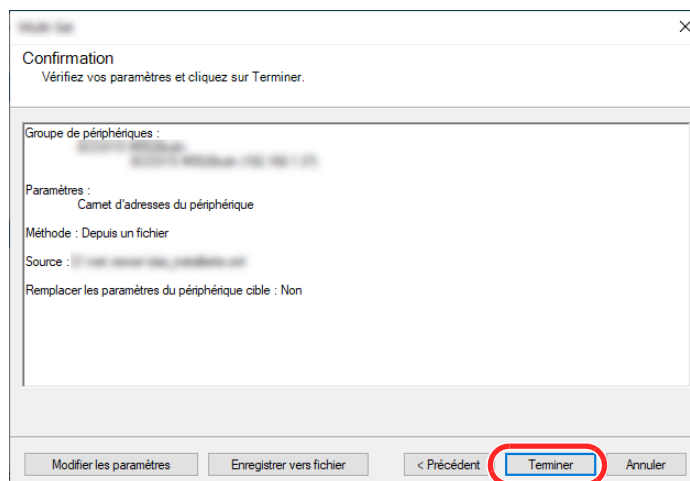 Confirmation
Vérifiez vos paramètres et cliquez sur Terminer.
Groupe de périphériques :
Paramètres :
Carnet d'adresses du périphérique
Méthode : Depuis un fichier
Source :
Remplacer les paramètres du périphérique cible : Non
Modifier les paramètres
Enregistrer vers fichier
< Précédent
Terminer
Annuler